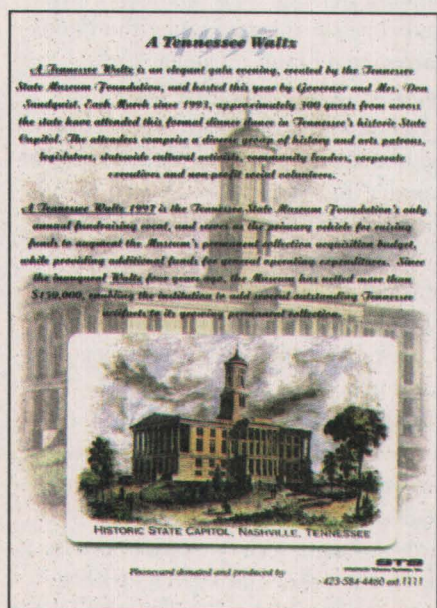 1997
A Tennessee Waltz
A Tennessee Waltz is an elegant gala evening, created by the Tennessee
State Museum Foundation, and hosted this year by Governor and Mrs. Don
Sundquist. Each March since 1993, approximately 300 guests from across
the state have attended this formal dinner dance in Tennessee's historic State
Capitol. The attendees comprise a diverse group of history and arts patrons,
legislators, statewide cultural activists, community leaders, corporate
executives and non-profit social volunteers.
A Tennessee Waltz 1997 is the Tennessee State Museum Foundation's only
annual fundraising event, and serves as the primary vehicle for raising
funds to augment the Museum's permanent collection acquisition budget,
while providing additional funds for general operating expenditures. Since
the inaugural Waltz four years ago, the Museum has netted more than
$150,000, enabling the institution to add several outstanding Tennessee
artifacts to its growing permanent collection.
HISTORIC STATE CAPITOL, NASHVILLE, TENNESSEE
Phonecard donated and produced by
STS
423-584-4460 ext.1111